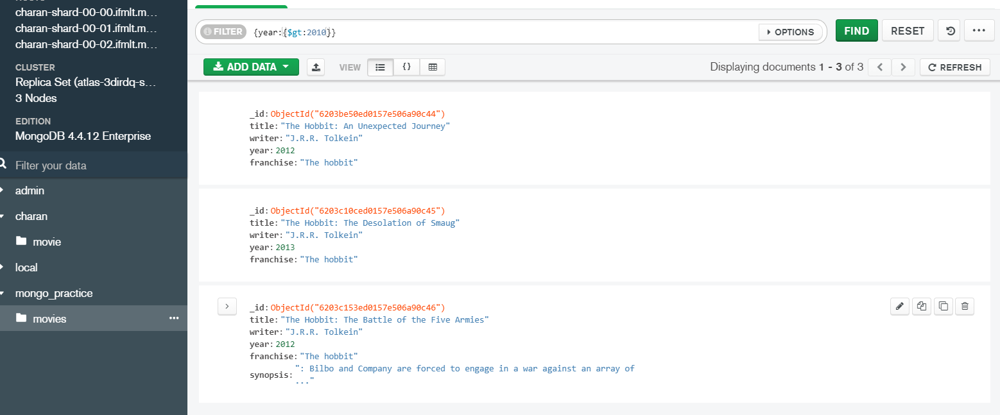 charan-shard-00-00.ifmlt.m...
charan-shard-00-01.ifmlt.m...
charan-shard-00-02.ifmlt.m...
CLUSTER
Replica Set (atlas-3dirdq-s...
3 Nodes
EDITION
MongoDB 4.4.12 Enterprise
Filter your data
admin
charan
movie
local
mongo_practice
movies
FILTER {year:{$gt:2010}} OPTIONS FIND RESET
ADD DATA VIEW {} Displaying documents 1 - 3 of 3 REFRESH
_id: ObjectId("6203be50ed0157e506a90c44")
title: "The Hobbit: An Unexpected Journey"
writer: "J.R.R. Tolkein"
year: 2012
franchise: "The hobbit"
_id: ObjectId("6203c10ced0157e506a90c45")
title: "The Hobbit: The Desolation of Smaug"
writer: "J.R.R. Tolkein"
year: 2013
franchise: "The hobbit"
_id: ObjectId("6203c153ed0157e506a90c46")
title: "The Hobbit: The Battle of the Five Armies"
writer: "J.R.R. Tolkein"
year: 2012
franchise: "The hobbit"
synopsis: ": Bilbo and Company are forced to engage in a war against an array of
..."